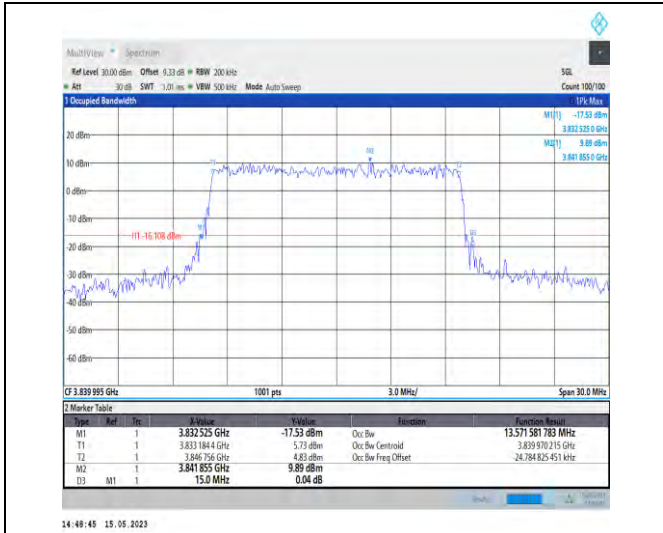 MultiView Spectrum
Ref Level 30.00 dBm Offset 9.33 dB RBW 200 kHz SGL
Att 30 dB SWT 1.01 ms VBW 500 kHz Mode Auto Sweep Count 100/100
1 Occupied Bandwidth 1Pk Max
M1[1] -17.53 dBm
3.832 525 0 GHz
M2[1] 9.89 dBm
3.841 855 0 GHz
20 dBm
10 dBm
0 dBm
-10 dBm
H1 -16.108 dBm
-20 dBm
-30 dBm
-40 dBm
-50 dBm
-60 dBm
CF 3.839 995 GHz 1001 pts 3.0 MHz/ Span 30.0 MHz
2 Marker Table
Type Ref Trc X-Value Y-Value Function Function Result
M1 1 3.832 525 GHz -17.53 dBm Occ Bw 13.571 581 783 MHz
T1 1 3.833 184 4 GHz 5.73 dBm Occ Bw Centroid 3.839 970 215 GHz
T2 1 3.846 756 GHz 4.83 dBm Occ Bw Freq Offset -24.784 825 451 kHz
M2 1 3.841 855 GHz 9.89 dBm
D3 M1 1 15.0 MHz 0.04 dB
14:48:45 15.05.2023